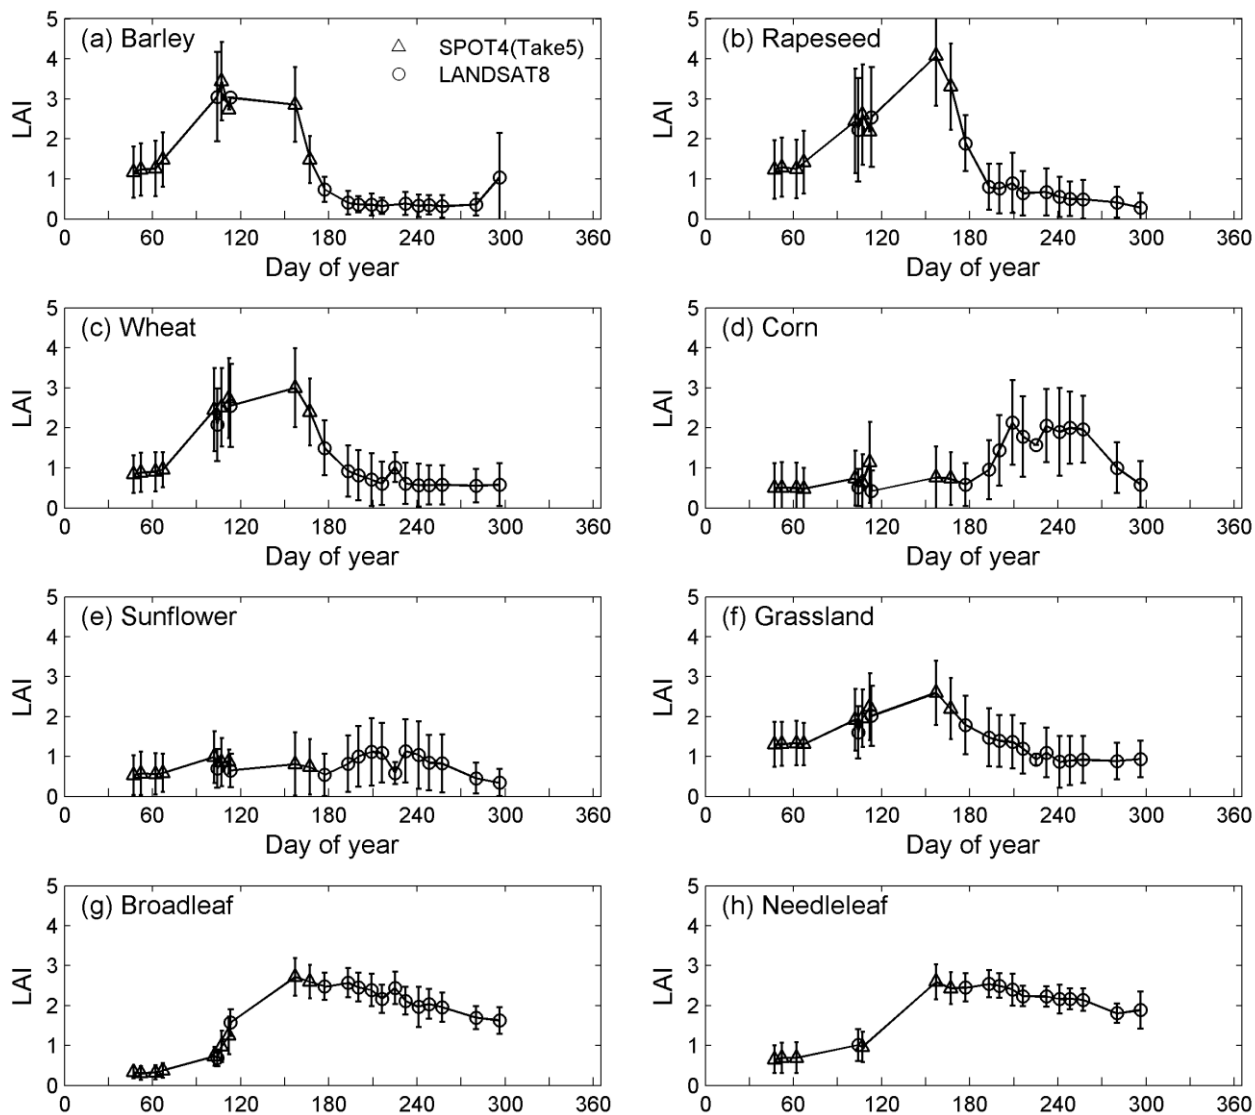 (a) Barley
SPOT4(Take5)
LANDSAT8
5
4
3
2
1
0
LAI
0 60 120 180 240 300 360
Day of year
(b) Rapeseed
5
4
3
2
1
0
LAI
0 60 120 180 240 300 360
Day of year
(c) Wheat
5
4
3
2
1
0
LAI
0 60 120 180 240 300 360
Day of year
(d) Corn
5
4
3
2
1
0
LAI
0 60 120 180 240 300 360
Day of year
(e) Sunflower
5
4
3
2
1
0
LAI
0 60 120 180 240 300 360
Day of year
(f) Grassland
5
4
3
2
1
0
LAI
0 60 120 180 240 300 360
Day of year
(g) Broadleaf
5
4
3
2
1
0
LAI
0 60 120 180 240 300 360
(h) Needleleaf
5
4
3
2
1
0
LAI
0 60 120 180 240 300 360